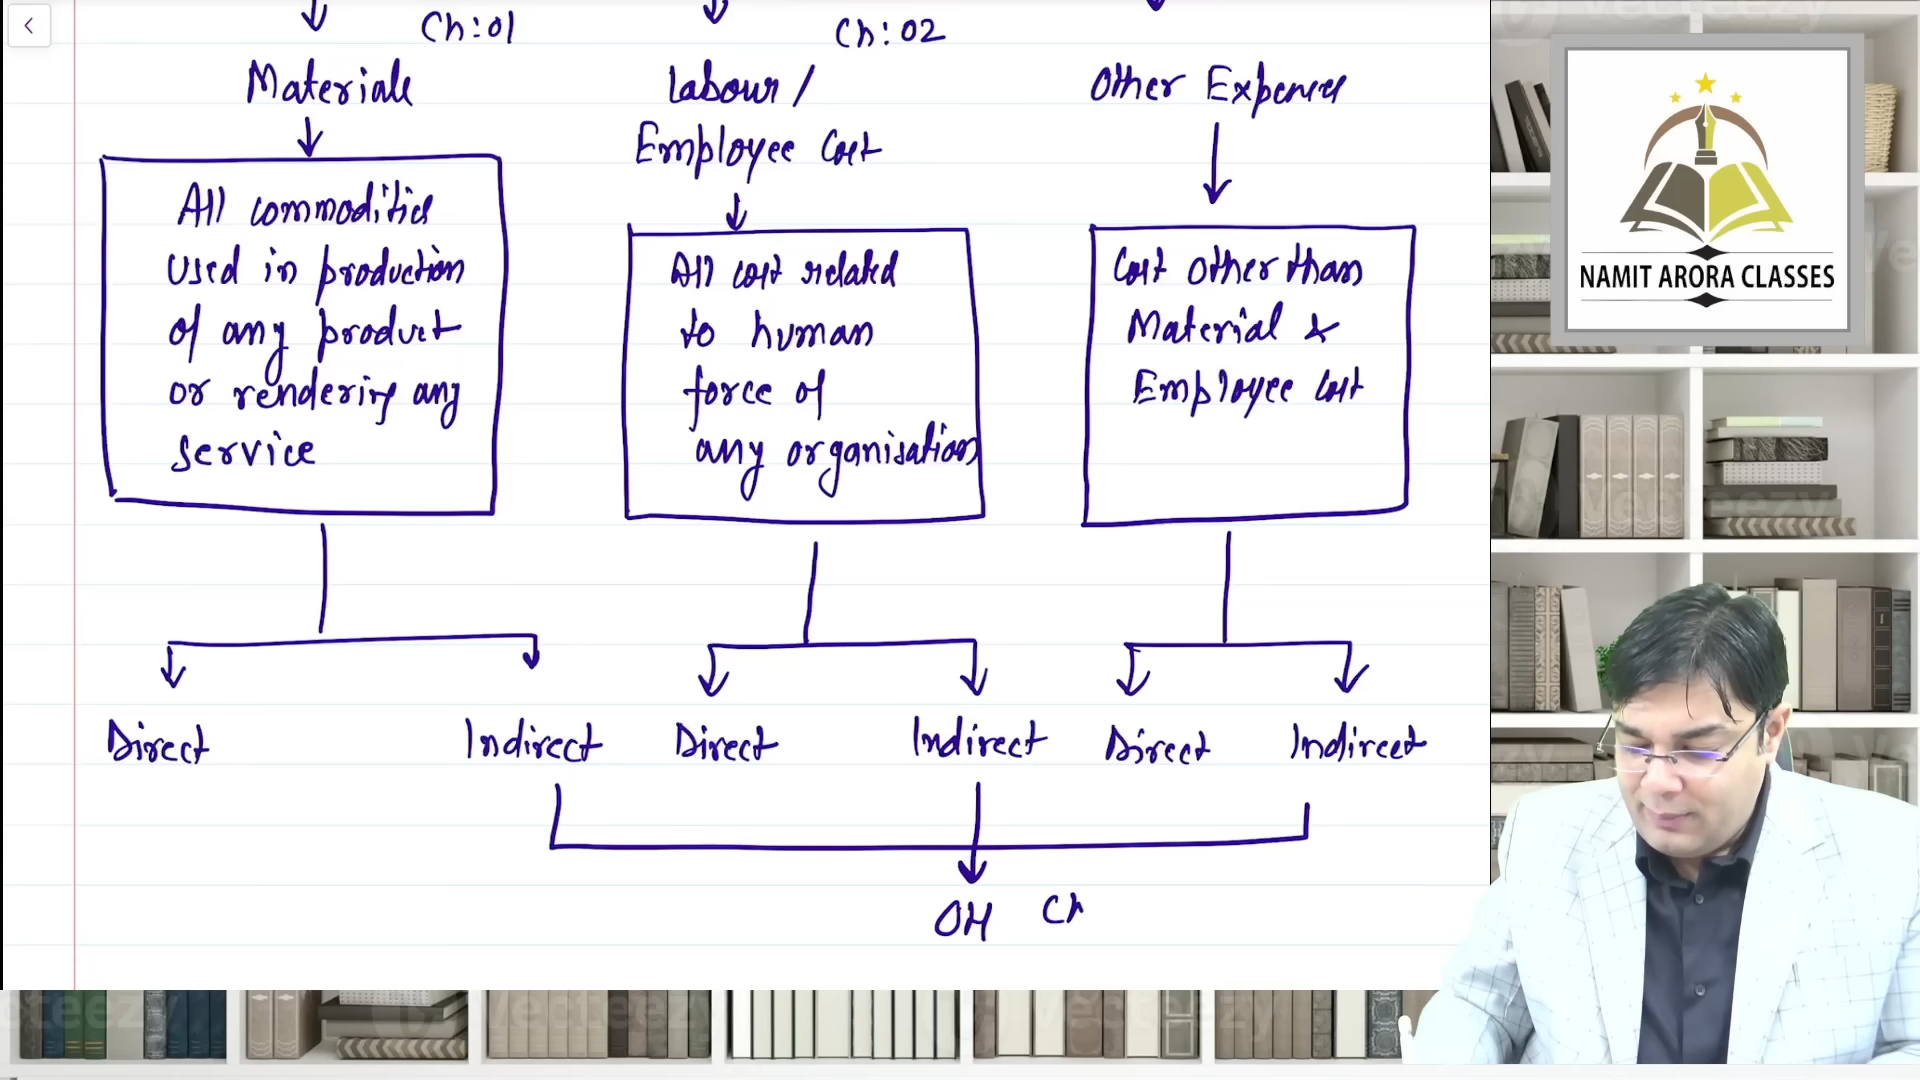 Ch:01
Ch:02
Materials
Labour /
Employee Cost
Other Expenses
All commodities
used in production
of any product
or rendering any
service
All cost related
to human
force of
any organisation
Cost other than
Material &
Employee cost
Direct
Indirect
Direct
Indirect
Direct
Indirect
OH Ch
NAMIT ARORA CLASSES
Vecteezy